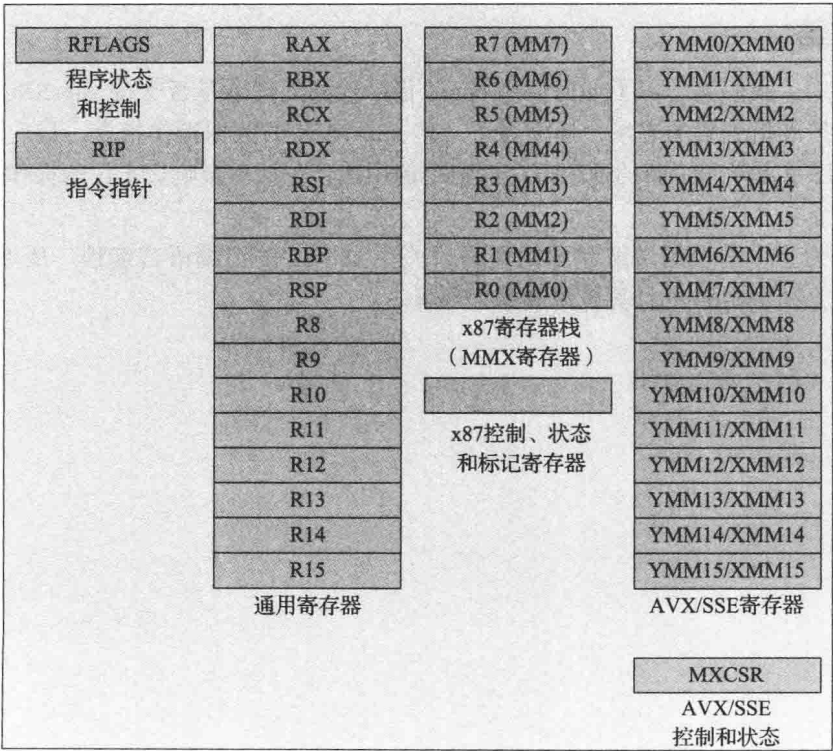 RFLAGS
程序状态
和控制
RIP
指令指针
RAX
RBX
RCX
RDX
RSI
RDI
RBP
RSP
R8
R9
R10
R11
R12
R13
R14
R15
通用寄存器
R7 (MM7)
R6 (MM6)
R5 (MM5)
R4 (MM4)
R3 (MM3)
R2 (MM2)
R1 (MM1)
R0 (MM0)
x87寄存器栈
（MMX寄存器）
x87控制、状态
和标记寄存器
YMM0/XMM0
YMM1/XMM1
YMM2/XMM2
YMM3/XMM3
YMM4/XMM4
YMM5/XMM5
YMM6/XMM6
YMM7/XMM7
YMM8/XMM8
YMM9/XMM9
YMM10/XMM10
YMM11/XMM11
YMM12/XMM12
YMM13/XMM13
YMM14/XMM14
YMM15/XMM15
AVX/SSE寄存器
MXCSR
AVX/SSE
控制和状态